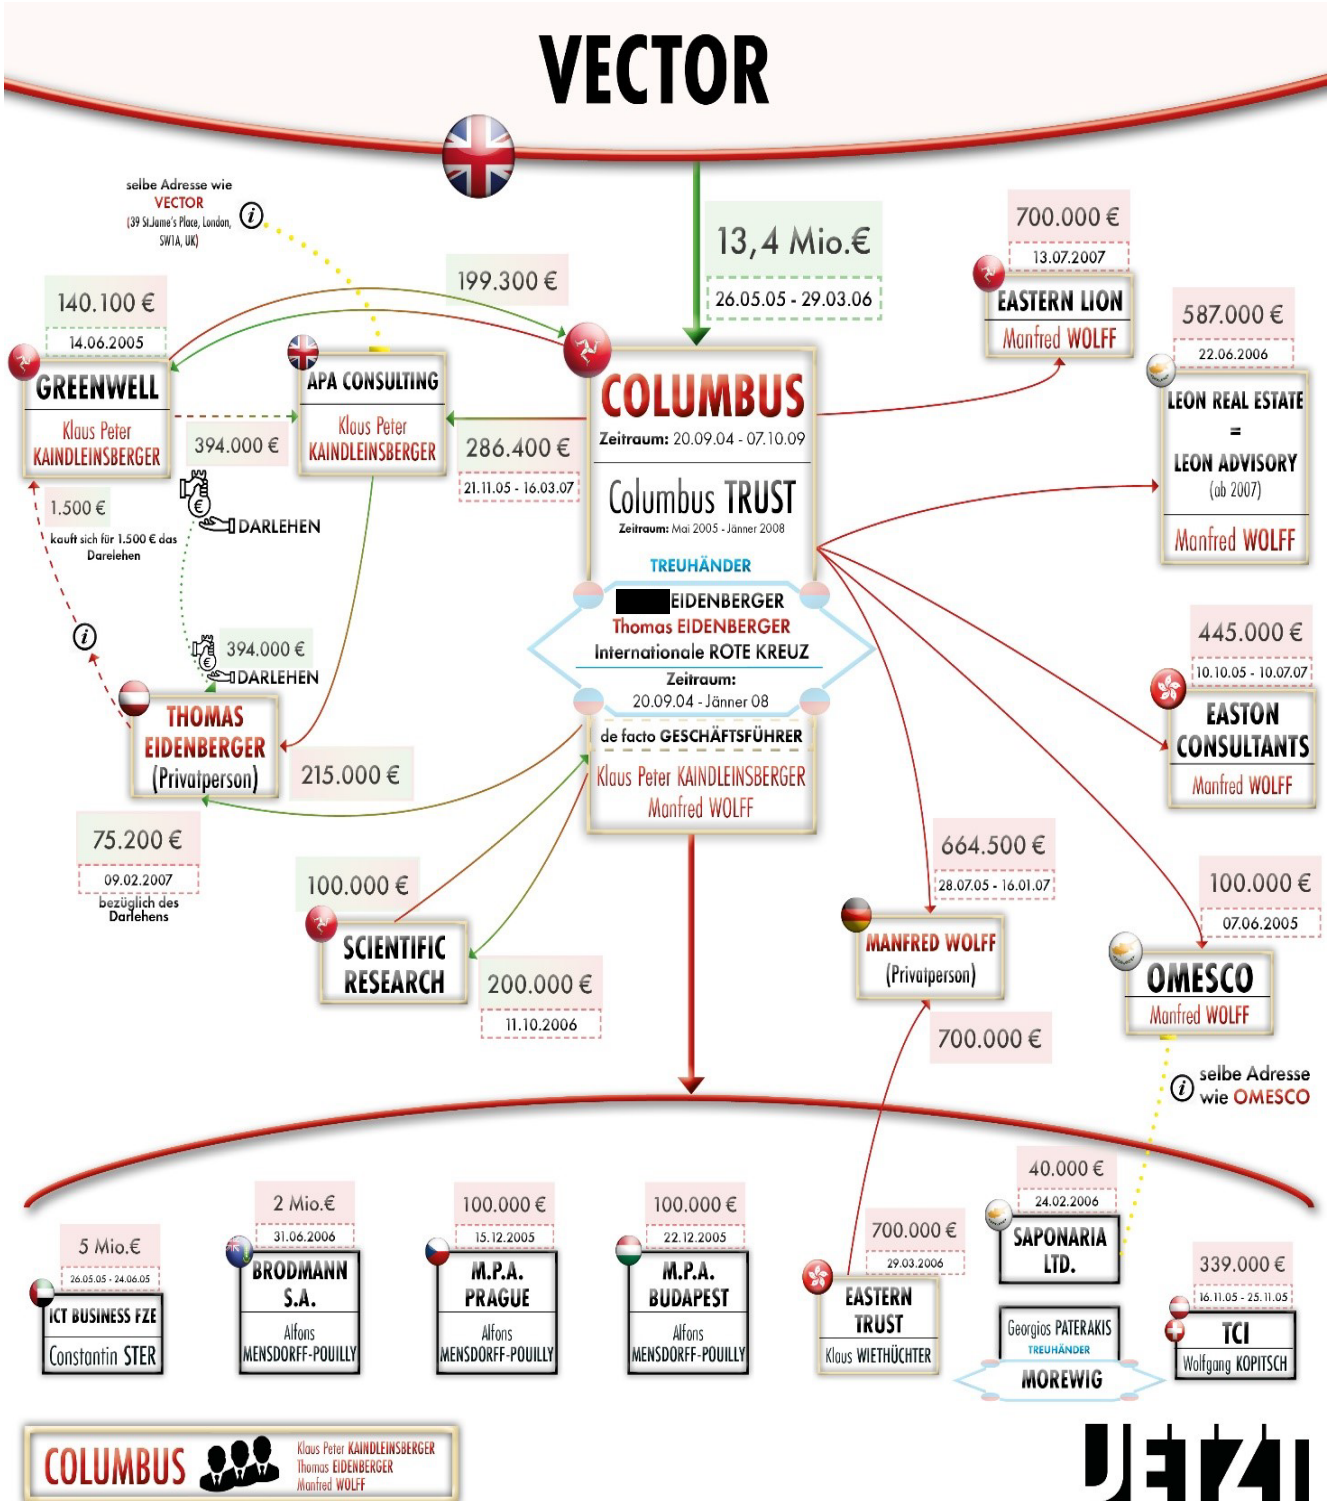 VECTOR
selbe Adresse wie
VECTOR
(39 St.Jame's Place, London,
SW1A, UK)
i
13,4 Mio.€
26.05.05 - 29.03.06
700.000 €
13.07.2007
EASTERN LION
Manfred WOLFF
199.300 €
140.100 €
14.06.2005
GREENWELL
Klaus Peter
KAINDLEINSBERGER
APA CONSULTING
Klaus Peter
KAINDLEINSBERGER
394.000 €
DARLEHEN
286.400 €
21.11.05 - 16.03.07
COLUMBUS
Zeitraum: 20.09.04 - 07.10.09
Columbus TRUST
Zeitraum: Mai 2005 - Jänner 2008
TREUHÄNDER
EIDENBERGER
Thomas EIDENBERGER
Internationale ROTE KREUZ
Zeitraum:
20.09.04 - Jänner 08
de facto GESCHÄFTSFÜHRER
Klaus Peter KAINDLEINSBERGER
Manfred WOLFF
587.000 €
22.06.2006
LEON REAL ESTATE
=
LEON ADVISORY
(ab 2007)
Manfred WOLFF
1.500 €
kauft sich für 1.500 € das
Darelehen
i
394.000 €
DARLEHEN
THOMAS
EIDENBERGER
(Privatperson)
215.000 €
75.200 €
09.02.2007
bezüglich des
Darlehens
445.000 €
10.10.05 - 10.07.07
EASTON
CONSULTANTS
Manfred WOLFF
100.000 €
SCIENTIFIC
RESEARCH
200.000 €
11.10.2006
664.500 €
28.07.05 - 16.01.07
MANFRED WOLFF
(Privatperson)
700.000 €
100.000 €
07.06.2005
OMESCO
Manfred WOLFF
i
selbe Adresse
wie OMESCO
5 Mio.€
26.05.05 - 24.06.05
ICT BUSINESS FZE
Constantin STER
2 Mio.€
31.06.2006
BRODMANN
S.A.
Alfons
MENSDORFF-POUILLY
100.000 €
15.12.2005
M.P.A.
PRAGUE
Alfons
MENSDORFF-POUILLY
100.000 €
22.12.2005
M.P.A.
BUDAPEST
Alfons
MENSDORFF-POUILLY
700.000 €
29.03.2006
EASTERN
TRUST
Klaus WIETHÜCHTER
40.000 €
24.02.2006
SAPONARIA
LTD.
Georgios PATERAKIS
TREUHÄNDER
MOREWIG
339.000 €
16.11.05 - 25.11.05
TCI
Wolfgang KOPITSCH
COLUMBUS
Klaus Peter KAINDLEINSBERGER
Thomas EIDENBERGER
Manfred WOLFF
JETZT